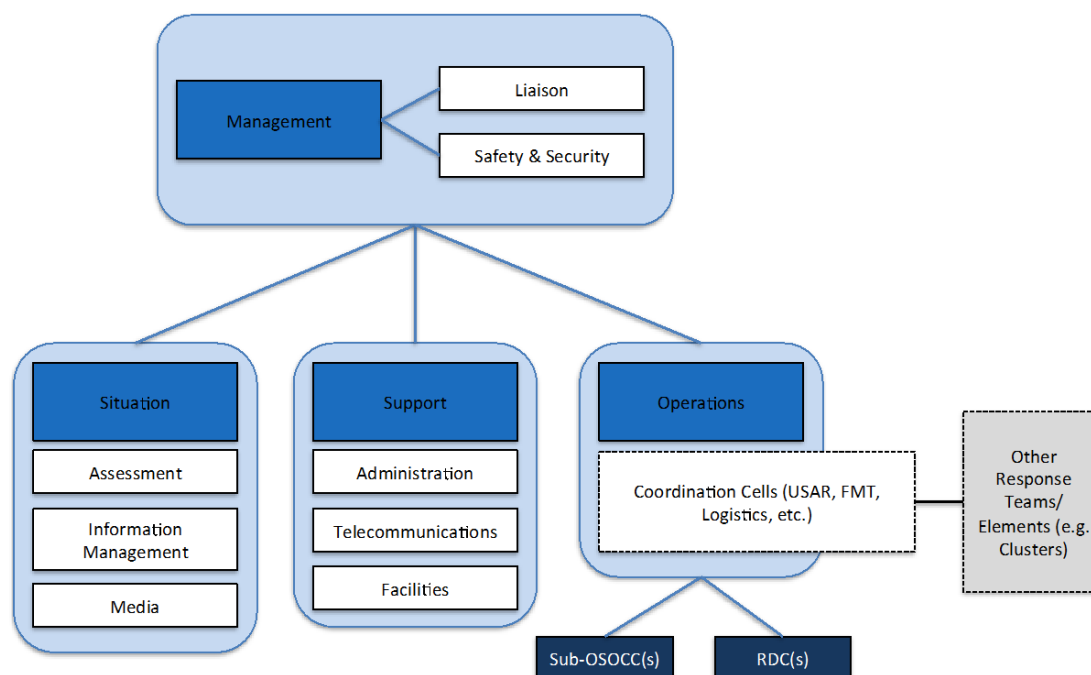 Management
Liaison
Safety & Security
Situation
Assessment
Information
Management
Media
Support
Administration
Telecommunications
Facilities
Operations
Coordination Cells (USAR, FMT,
Logistics, etc.)
Other
Response
Teams/
Elements (e.g.
Clusters)
Sub-OSOCC(s)
RDC(s)